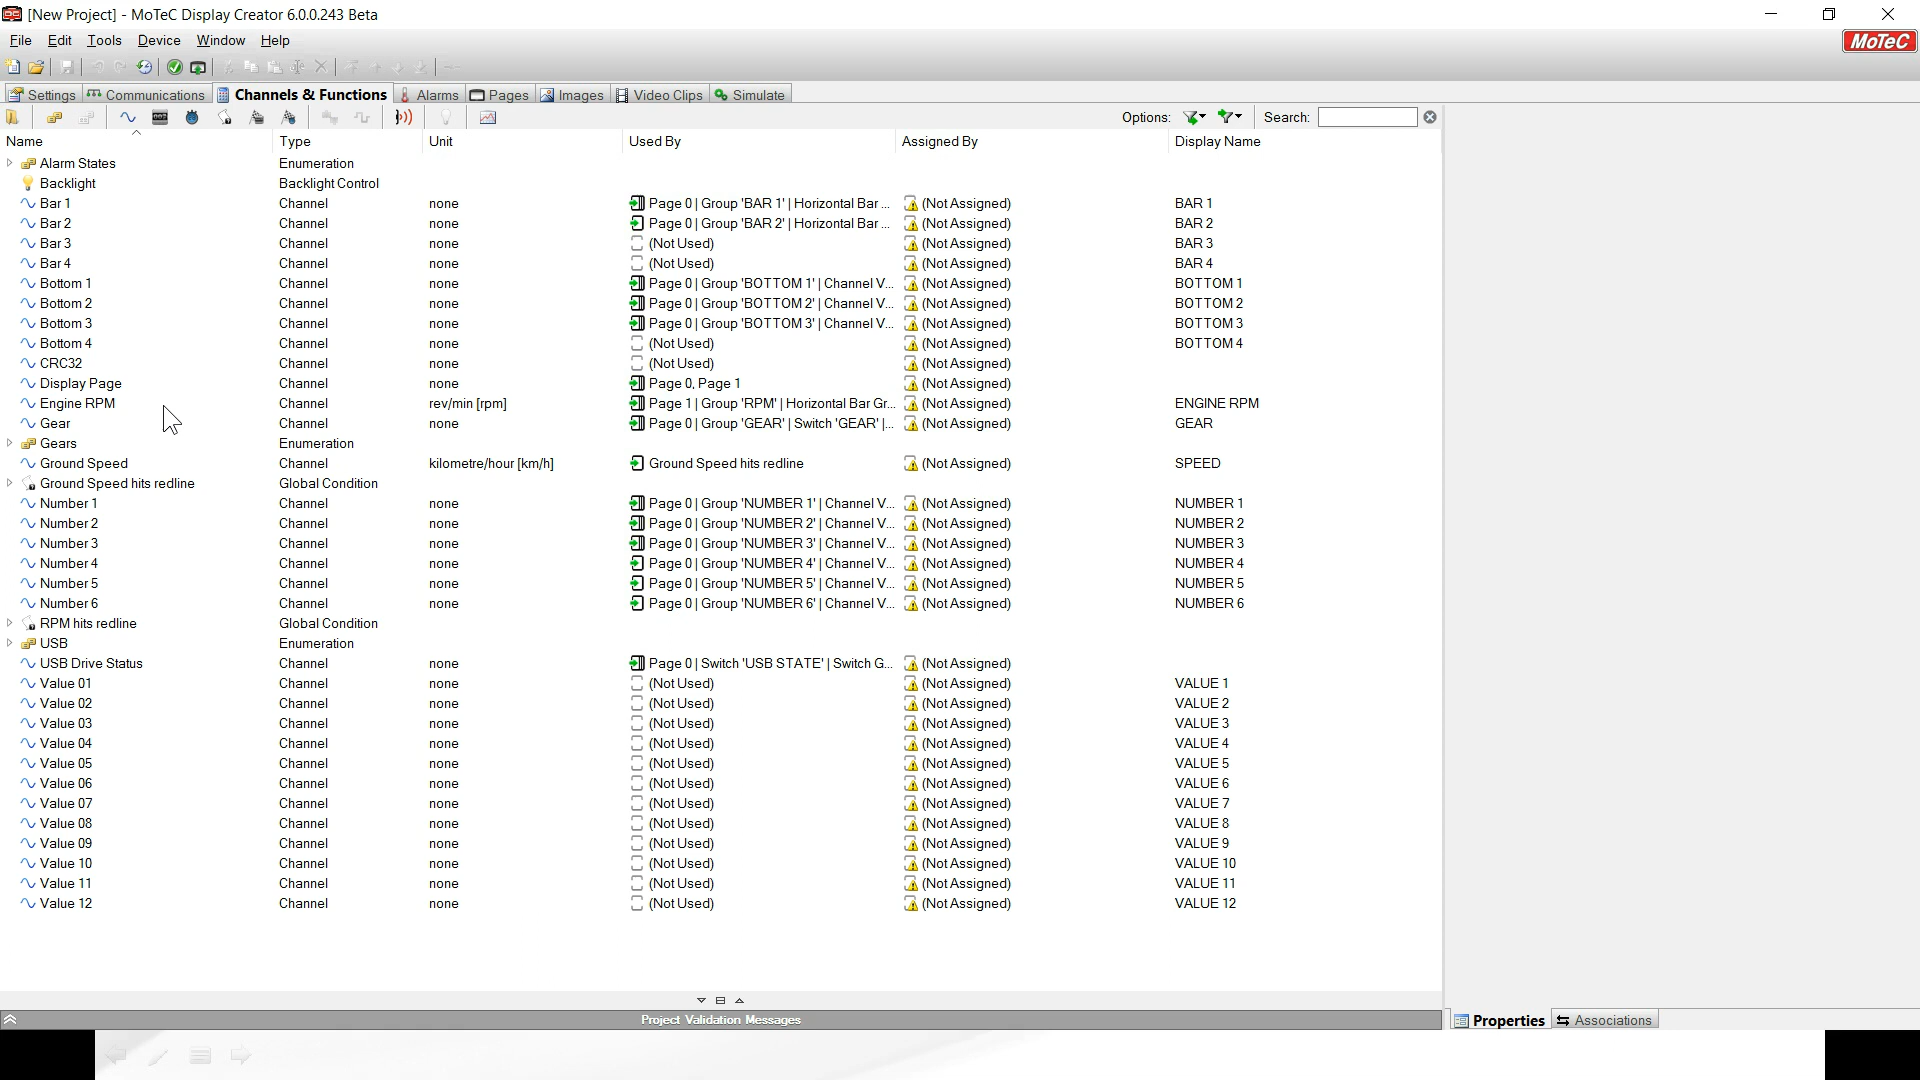 [New Project] - MoTeC Display Creator 6.0.0.243 Beta
File Edit Tools Device Window Help
MoTeC
Settings Communications Channels & Functions Alarms Pages Images Video Clips Simulate
Options: Search:
Name Type Unit Used By Assigned By Display Name
Alarm States Enumeration
Backlight Backlight Control
Bar 1 Channel none Page 0 | Group 'BAR 1' | Horizontal Bar ... (Not Assigned) BAR 1
Bar 2 Channel none Page 0 | Group 'BAR 2' | Horizontal Bar ... (Not Assigned) BAR 2
Bar 3 Channel none (Not Used) (Not Assigned) BAR 3
Bar 4 Channel none (Not Used) (Not Assigned) BAR 4
Bottom 1 Channel none Page 0 | Group 'BOTTOM 1' | Channel V... (Not Assigned) BOTTOM 1
Bottom 2 Channel none Page 0 | Group 'BOTTOM 2' | Channel V... (Not Assigned) BOTTOM 2
Bottom 3 Channel none Page 0 | Group 'BOTTOM 3' | Channel V... (Not Assigned) BOTTOM 3
Bottom 4 Channel none (Not Used) (Not Assigned) BOTTOM 4
CRC32 Channel none (Not Used) (Not Assigned)
Display Page Channel none Page 0, Page 1 (Not Assigned)
Engine RPM Channel rev/min [rpm] Page 1 | Group 'RPM' | Horizontal Bar Gr... (Not Assigned) ENGINE RPM
Gear Channel none Page 0 | Group 'GEAR' | Switch 'GEAR' |... (Not Assigned) GEAR
Gears Enumeration
Ground Speed Channel kilometre/hour [km/h] Ground Speed hits redline (Not Assigned) SPEED
Ground Speed hits redline Global Condition
Number 1 Channel none Page 0 | Group 'NUMBER 1' | Channel V... (Not Assigned) NUMBER 1
Number 2 Channel none Page 0 | Group 'NUMBER 2' | Channel V... (Not Assigned) NUMBER 2
Number 3 Channel none Page 0 | Group 'NUMBER 3' | Channel V... (Not Assigned) NUMBER 3
Number 4 Channel none Page 0 | Group 'NUMBER 4' | Channel V... (Not Assigned) NUMBER 4
Number 5 Channel none Page 0 | Group 'NUMBER 5' | Channel V... (Not Assigned) NUMBER 5
Number 6 Channel none Page 0 | Group 'NUMBER 6' | Channel V... (Not Assigned) NUMBER 6
RPM hits redline Global Condition
USB Enumeration
USB Drive Status Channel none Page 0 | Switch 'USB STATE' | Switch G... (Not Assigned)
Value 01 Channel none (Not Used) (Not Assigned) VALUE 1
Value 02 Channel none (Not Used) (Not Assigned) VALUE 2
Value 03 Channel none (Not Used) (Not Assigned) VALUE 3
Value 04 Channel none (Not Used) (Not Assigned) VALUE 4
Value 05 Channel none (Not Used) (Not Assigned) VALUE 5
Value 06 Channel none (Not Used) (Not Assigned) VALUE 6
Value 07 Channel none (Not Used) (Not Assigned) VALUE 7
Value 08 Channel none (Not Used) (Not Assigned) VALUE 8
Value 09 Channel none (Not Used) (Not Assigned) VALUE 9
Value 10 Channel none (Not Used) (Not Assigned) VALUE 10
Value 11 Channel none (Not Used) (Not Assigned) VALUE 11
Value 12 Channel none (Not Used) (Not Assigned) VALUE 12
Project Validation Messages
Properties Associations